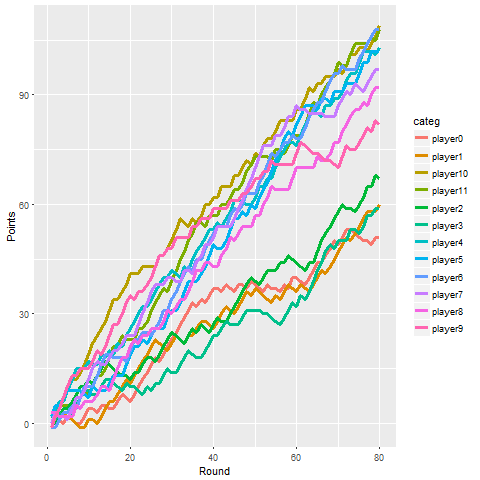 90
60
30
0
0
20
40
60
80
Round
Points
categ
player0
player1
player10
player11
player2
player3
player4
player5
player6
player7
player8
player9